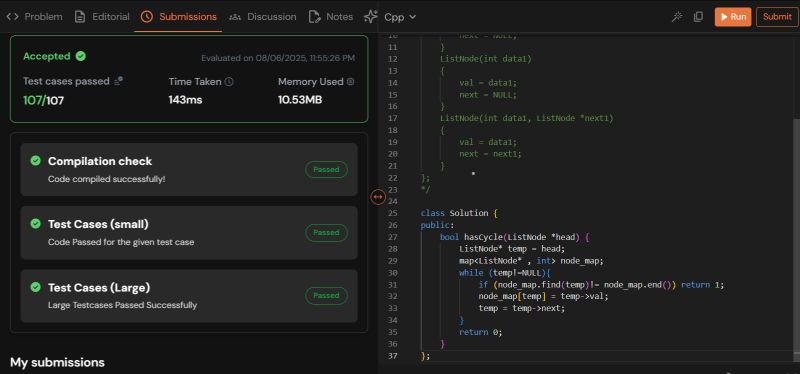 Problem Editorial Submissions Discussion Notes
Cpp Run Submit
Accepted Evaluated on 08/06/2025, 11:55:26 PM
Test cases passed Time Taken Memory Used
107/107 143ms 10.53MB
Compilation check
Code compiled successfully!
Passed
Test Cases (small)
Code Passed for the given test case
Passed
Test Cases (Large)
Large Testcases Passed Successfully
Passed
My submissions
10 next = NULL;
11 }
12 ListNode(int data1)
13 {
14 val = data1;
15 next = NULL;
16 }
17 ListNode(int data1, ListNode *next1)
18 {
19 val = data1;
20 next = next1;
21 }
22 };
23 */
24
25 class Solution {
26 public:
27 bool hasCycle(ListNode *head) {
28 ListNode* temp = head;
29 map<ListNode* , int> node_map;
30 while (temp!=NULL){
31 if (node_map.find(temp)!= node_map.end()) return 1;
32 node_map[temp] = temp->val;
33 temp = temp->next;
34 }
35 return 0;
36 }
37 };